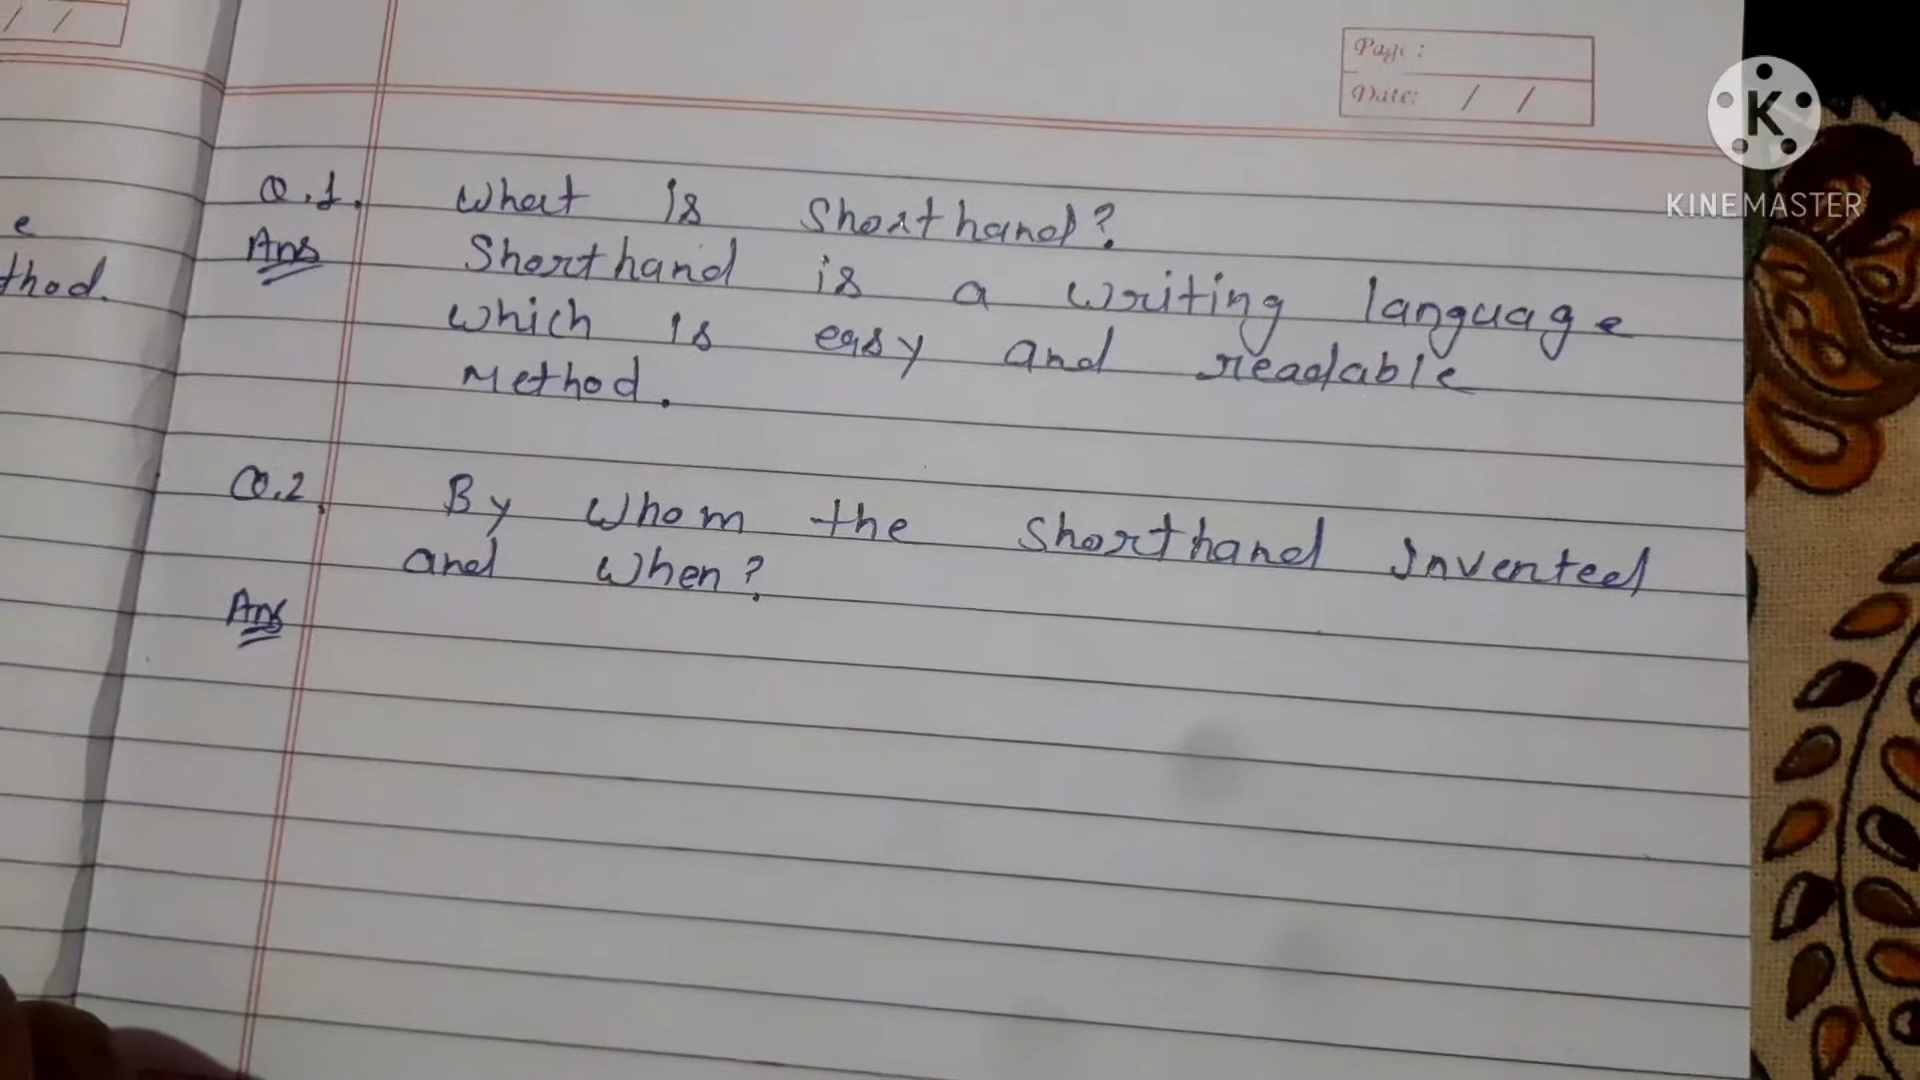 / /
Page :
Date: / /
K
KINEMASTER
e
thod.
Q.1. What is Shorthand?
Ans Shorthand is a writing language
which is easy and readable
Method.
Q.2. By whom the Shorthand Invented
and when?
Ans